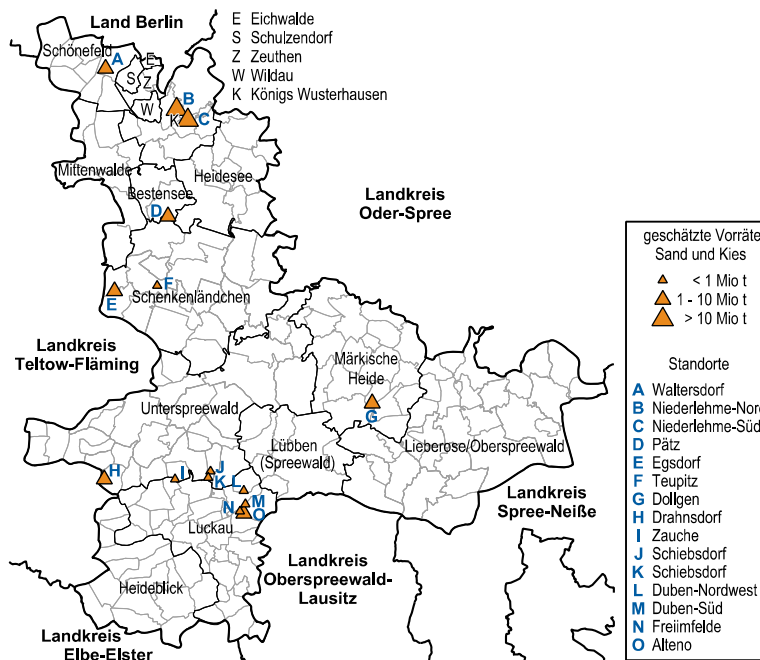 Land Berlin
E Eichwalde
S Schulzendorf
Z Zeuthen
W Wildau
K Königs Wusterhausen
Schönefeld
A
E
S
Z
W
B
K
C
Mittenwalde
Heidesee
Bestensee
D
Landkreis
Oder-Spree
F
E
Schenkenländchen
Landkreis
Teltow-Fläming
Märkische
Heide
G
Unterspreewald
Lübben
(Spreewald)
Lieberose/Oberspreewald
H
I
J
K
L
M
N
O
Luckau
Landkreis
Spree-Neiße
Heideblick
Landkreis
Oberspreewald-
Lausitz
Landkreis
Elbe-Elster
geschätzte Vorräte
Sand und Kies
< 1 Mio t
1 - 10 Mio t
> 10 Mio t
Standorte
A Waltersdorf
B Niederlehme-Nord
C Niederlehme-Süd
D Pätz
E Egsdorf
F Teupitz
G Dollgen
H Drahnsdorf
I Zauche
J Schiebsdorf
K Schiebsdorf
L Duben-Nordwest
M Duben-Süd
N Freiimfelde
O Alteno